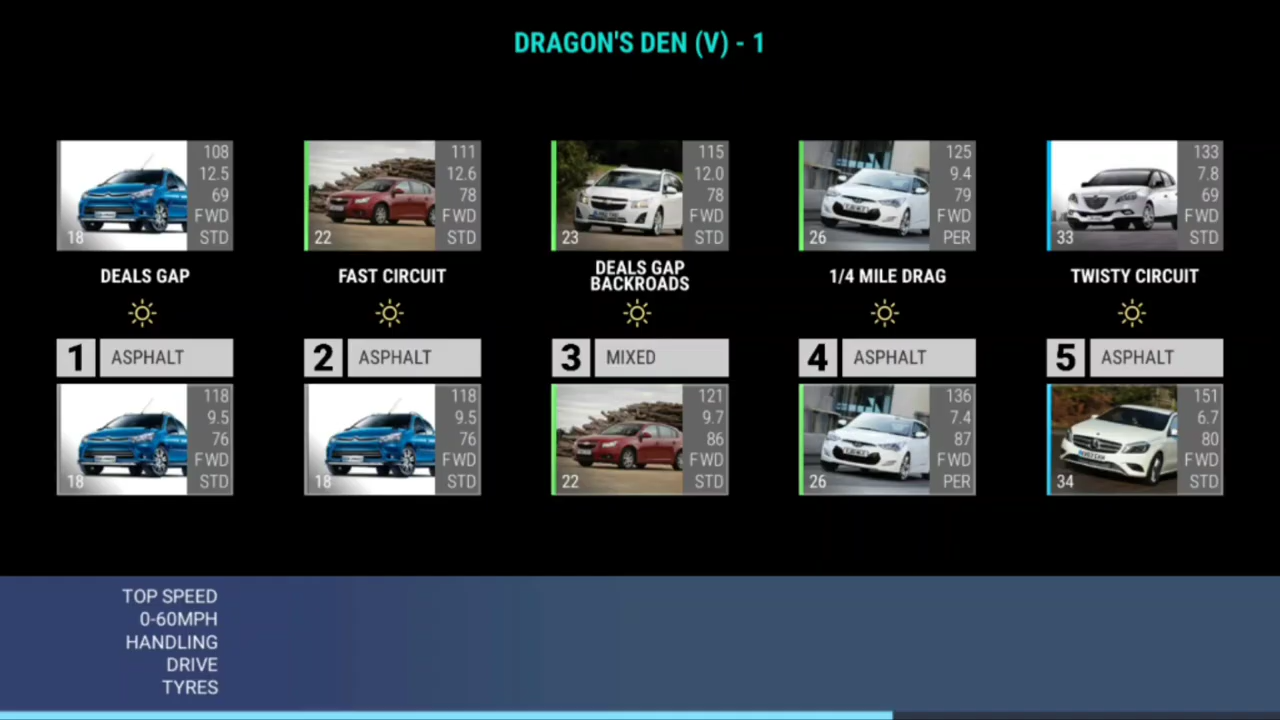 DRAGON'S DEN (V) - 1
108
12.5
69
FWD
STD
18
111
12.6
78
FWD
STD
22
115
12.0
78
FWD
STD
23
125
9.4
79
FWD
PER
26
133
7.8
69
FWD
STD
33
DEALS GAP
FAST CIRCUIT
DEALS GAP
BACKROADS
1/4 MILE DRAG
TWISTY CIRCUIT
1 ASPHALT
2 ASPHALT
3 MIXED
4 ASPHALT
5 ASPHALT
118
9.5
76
FWD
STD
18
118
9.5
76
FWD
STD
18
121
9.7
86
FWD
STD
22
136
7.4
87
FWD
PER
26
151
6.7
80
FWD
STD
34
TOP SPEED
0-60MPH
HANDLING
DRIVE
TYRES